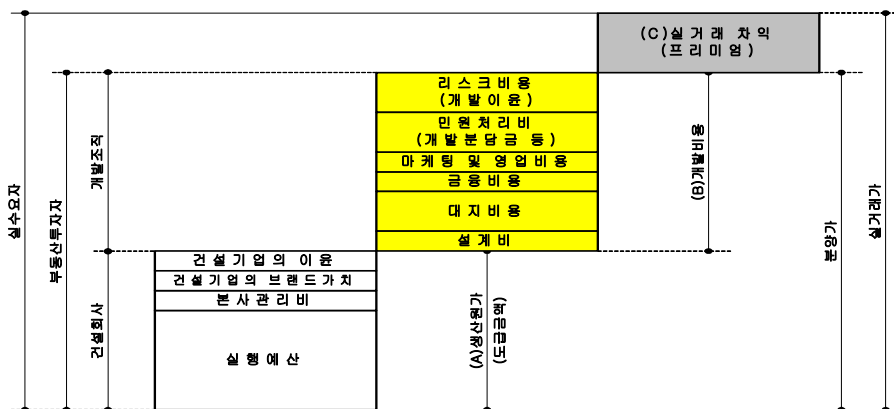 (C)실거래 차익
(프리미엄)
리스크비용
(개발이윤)
민원처리비
(개발분담금 등)
마케팅 및 영업비용
금융비용
대지비용
설계비
건설기업의 이윤
건설기업의 브랜드가치
본사관리비
실행예산
실수요자
부동산투자자
개발조직
건설회사
(A)생산원가
(도급금액)
(B)개발비용
분양가
실거래가